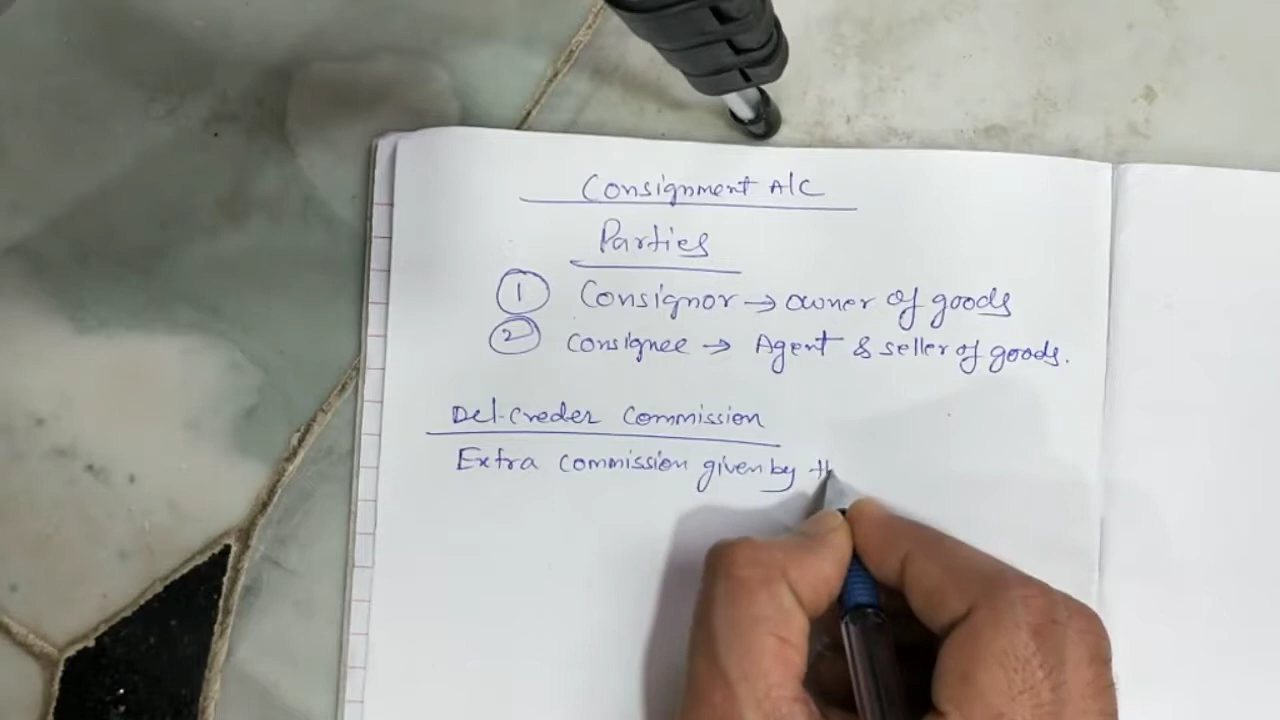 Consignment A/C
Parties
1 Consignor → owner of goods
2 consignee → Agent & seller of goods.
Del-creder Commission
Extra commission given by th